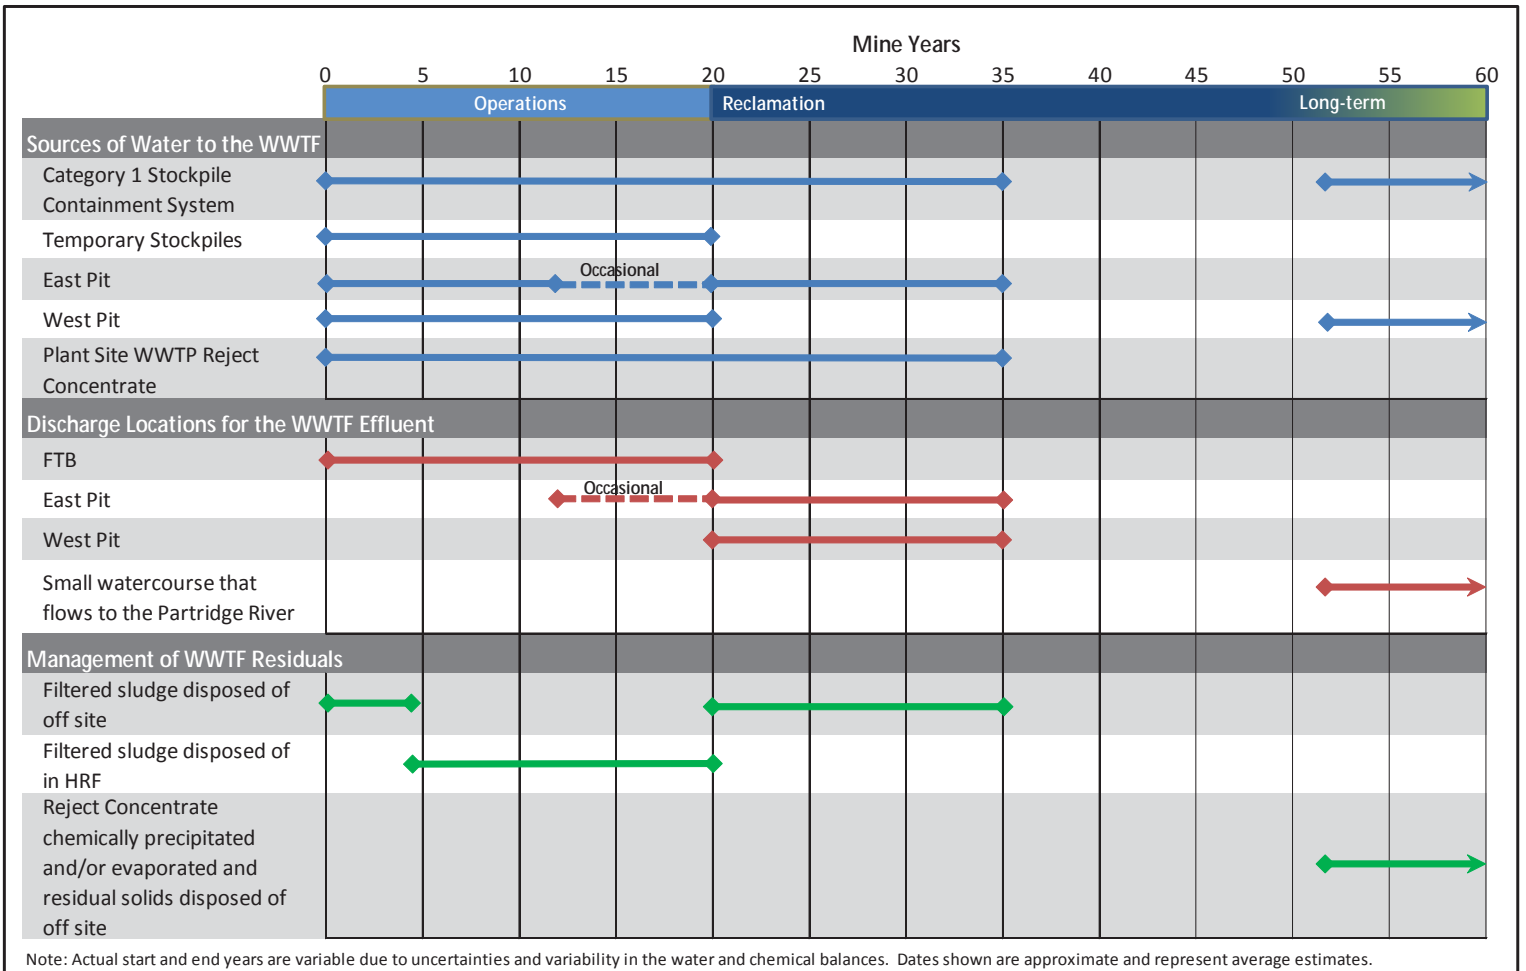 Mine Years
0 5 10 15 20 25 30 35 40 45 50 55 60
Operations Reclamation Long-term
Sources of Water to the WWTF
Category 1 Stockpile
Containment System
Temporary Stockpiles
East Pit
Occasional
West Pit
Plant Site WWTP Reject
Concentrate
Discharge Locations for the WWTF Effluent
FTB
East Pit
Occasional
West Pit
Small watercourse that
flows to the Partridge River
Management of WWTF Residuals
Filtered sludge disposed of
off site
Filtered sludge disposed of
in HRF
Reject Concentrate
chemically precipitated
and/or evaporated and
residual solids disposed of
off site
Note: Actual start and end years are variable due to uncertainties and variability in the water and chemical balances. Dates shown are approximate and represent average estimates.